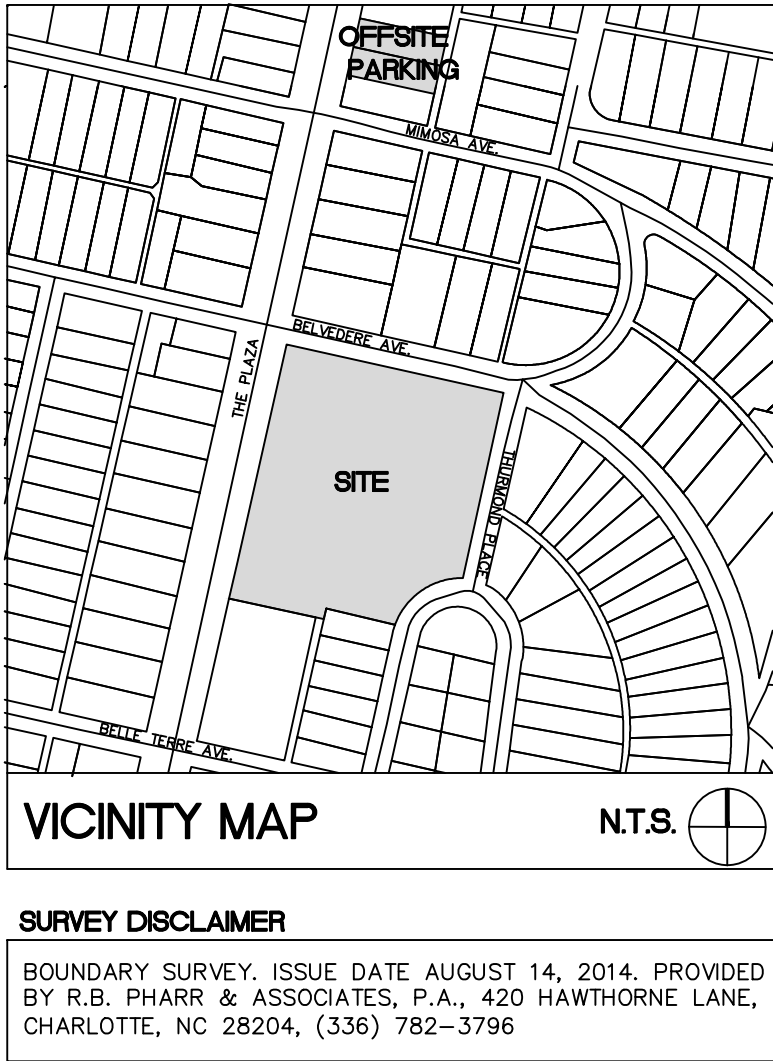 OFFSITE
PARKING
MIMOSA AVE.
BELVEDERE AVE.
THE PLAZA
SITE
THURMOND PLACE
BELLE TERRE AVE.
VICINITY MAP
N.T.S.
SURVEY DISCLAIMER
BOUNDARY SURVEY. ISSUE DATE AUGUST 14, 2014. PROVIDED
BY R.B. PHARR & ASSOCIATES, P.A., 420 HAWTHORNE LANE,
CHARLOTTE, NC 28204, (336) 782-3796